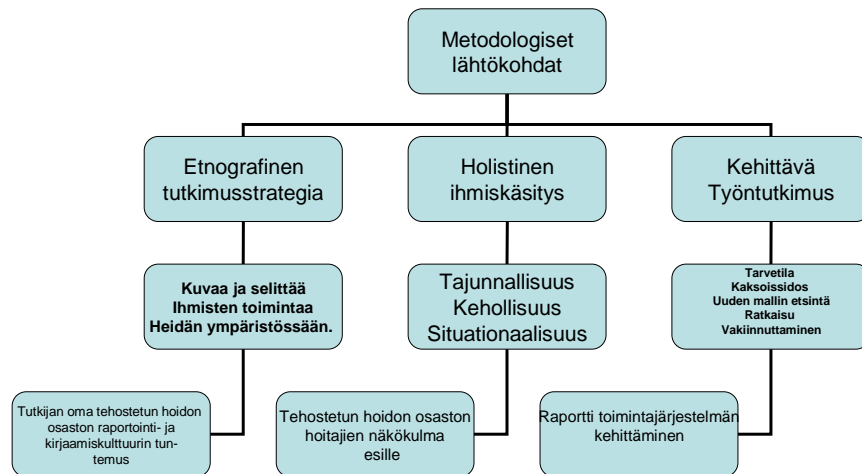 Metodologiset
lähtökohdat
Etnografinen
tutkimusstrategia
Holistinen
ihmiskäsitys
Kehittävä
Työntutkimus
Kuvaa ja selittää
Ihmisten toimintaa
Heidän ympäristössään.
Tajunnallisuus
Kehollisuus
Situationaalisuus
Tarvetila
Kaksoissidos
Uuden mallin etsintä
Ratkaisu
Vakiinnuttaminen
Tutkijan oma tehostetun hoidon
osaston raportointi- ja
kirjaamiskulttuurin tun-
temus
Tehostetun hoidon osaston
hoitajien näkökulma
esille
Raportti toimintajärjestelmän
kehittäminen